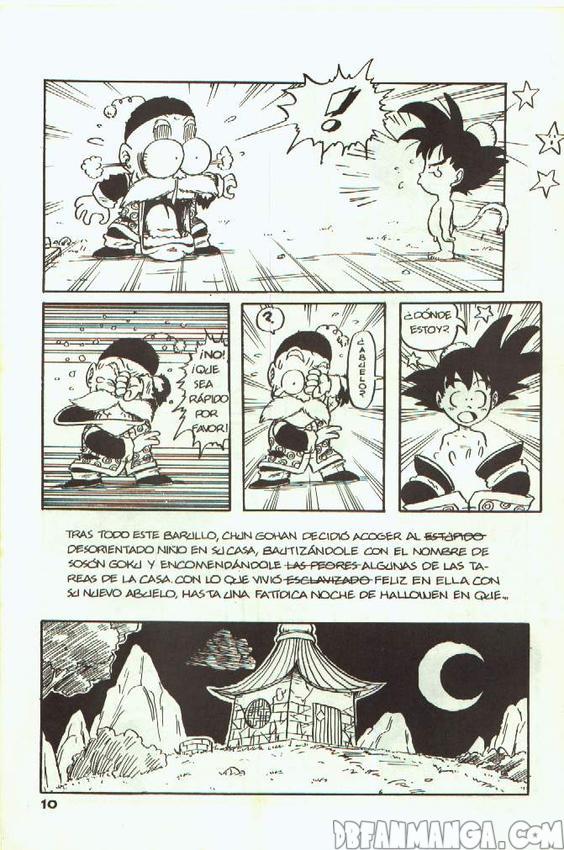 !
¡NO!
¡QUE
SEA
RÁPIDO
POR
FAVOR!
?
¿ABUELO?
¿DÓNDE
ESTOY?
TRAS TODO ESTE BARULLO, CHUN GOHAN DECIDIÓ ACOGER AL ESTÚPIDO
DESORIENTADO NIÑO EN SU CASA, BAUTIZÁNDOLE CON EL NOMBRE DE
SOSÓN GOKU Y ENCOMENDÁNDOLE LAS PEORES ALGUNAS DE LAS TA-
REAS DE LA CASA. CON LO QUE VIVIÓ ESCLAVIZADO FELIZ EN ELLA CON
SU NUEVO ABUELO, HASTA UNA FATÍDICA NOCHE DE HALLOWEN EN QUE...
10
DBFANMANGA.COM